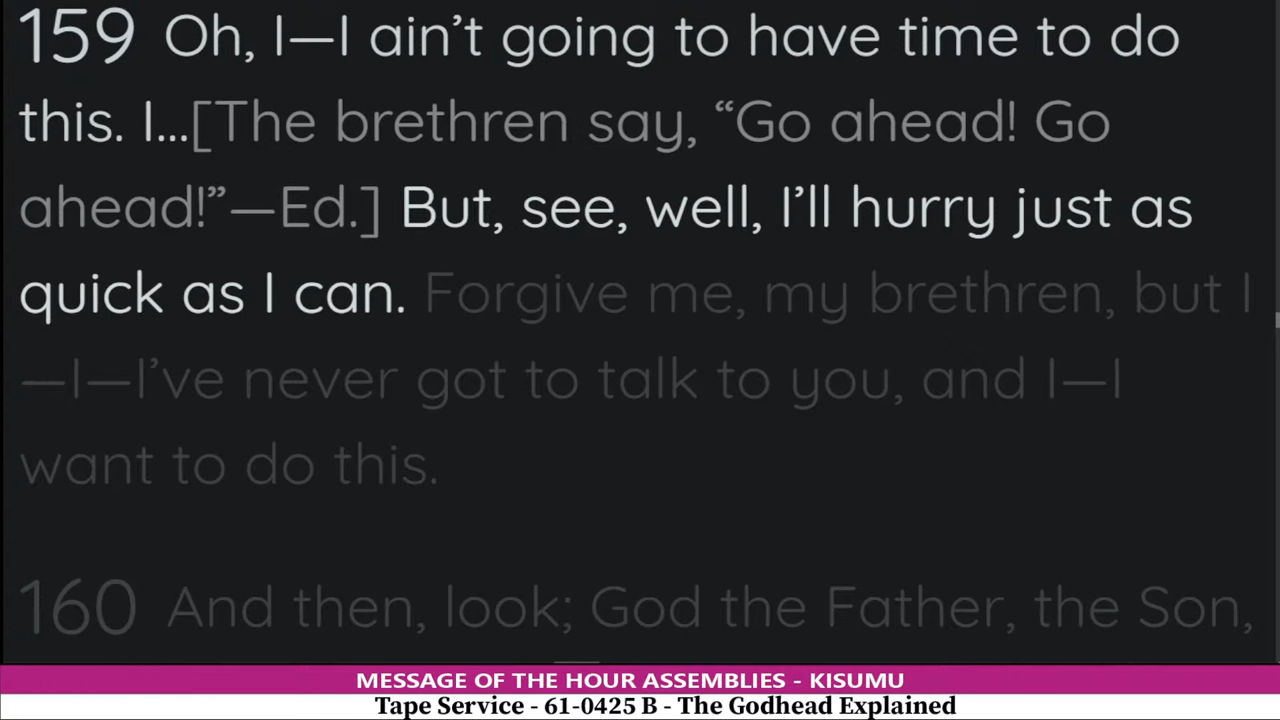 159 Oh, I—I ain’t going to have time to do
this. I...[The brethren say, “Go ahead! Go
ahead!”—Ed.] But, see, well, I’ll hurry just as
quick as I can. Forgive me, my brethren, but I
—I—I’ve never got to talk to you, and I—I
want to do this.
160 And then, look; God the Father, the Son,
MESSAGE OF THE HOUR ASSEMBLIES - KISUMU
Tape Service - 61-0425 B - The Godhead Explained